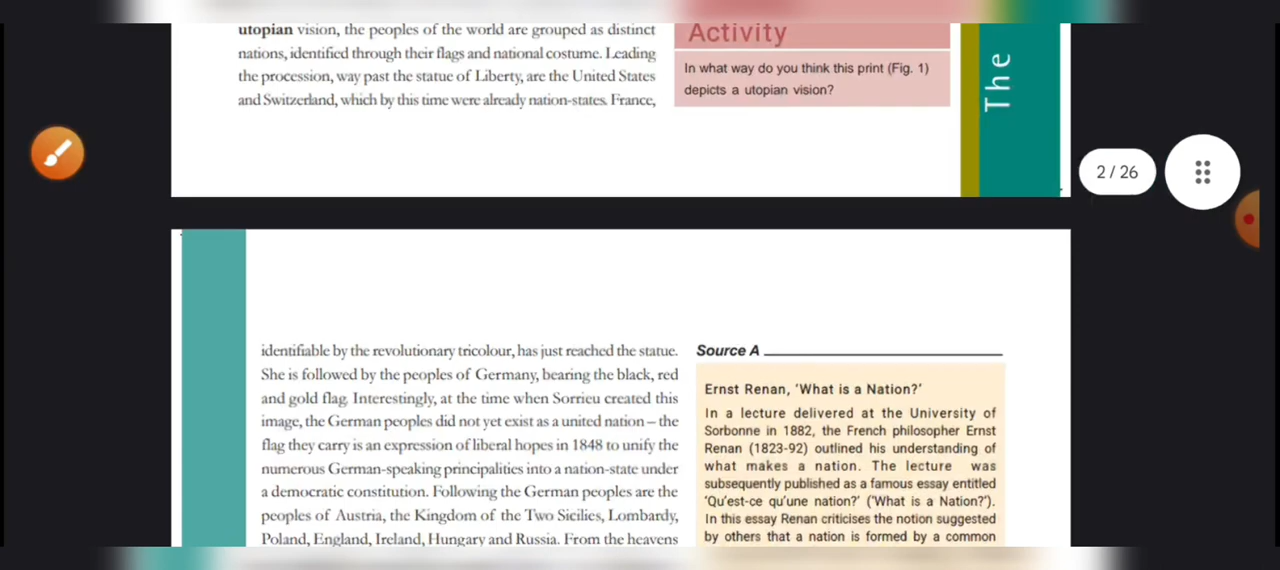 utopian vision, the peoples of the world are grouped as distinct
nations, identified through their flags and national costume. Leading
the procession, way past the statue of Liberty, are the United States
and Switzerland, which by this time were already nation-states. France,
Activity
In what way do you think this print (Fig. 1)
depicts a utopian vision?
The
2 / 26
identifiable by the revolutionary tricolour, has just reached the statue.
She is followed by the peoples of Germany, bearing the black, red
and gold flag. Interestingly, at the time when Sorrieu created this
image, the German peoples did not yet exist as a united nation – the
flag they carry is an expression of liberal hopes in 1848 to unify the
numerous German-speaking principalities into a nation-state under
a democratic constitution. Following the German peoples are the
peoples of Austria, the Kingdom of the Two Sicilies, Lombardy,
Poland, England, Ireland, Hungary and Russia. From the heavens
Source A
Ernst Renan, ‘What is a Nation?’
In a lecture delivered at the University of
Sorbonne in 1882, the French philosopher Ernst
Renan (1823-92) outlined his understanding of
what makes a nation. The lecture was
subsequently published as a famous essay entitled
‘Qu’est-ce qu’une nation?’ (‘What is a Nation?’).
In this essay Renan criticises the notion suggested
by others that a nation is formed by a common